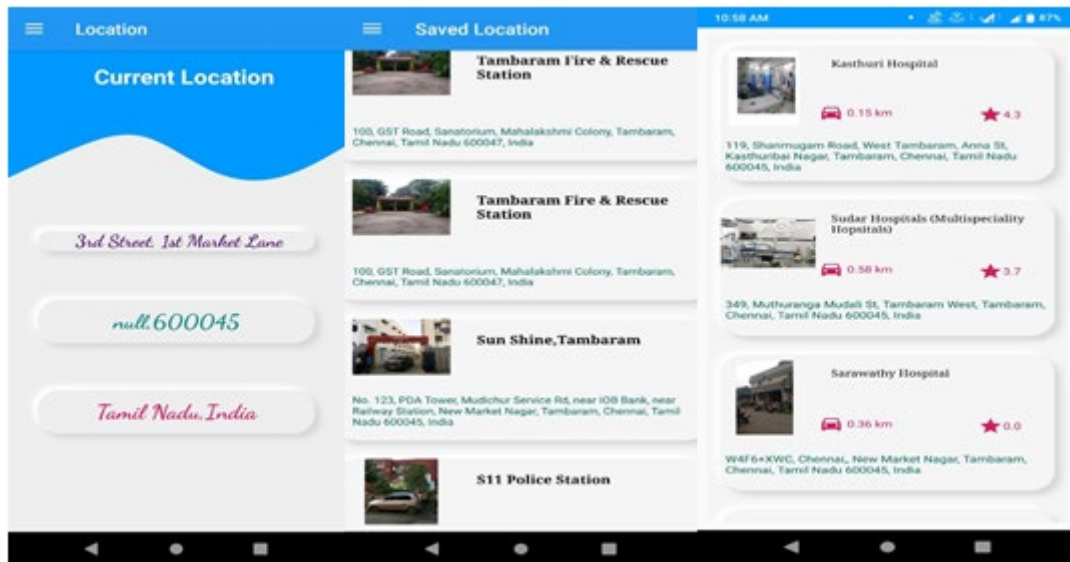 Location
Current Location
3rd Street. 1st Market Lane
null,600045
Tamil Nadu,India
Saved Location
Tambaram Fire & Rescue
Station
100, GST Road, Sanatorium, Mahalakshmi Colony, Tambaram,
Chennai, Tamil Nadu 600047, India
Tambaram Fire & Rescue
Station
100, GST Road, Sanatorium, Mahalakshmi Colony, Tambaram,
Chennai, Tamil Nadu 600047, India
Sun Shine,Tambaram
No. 123, PDA Tower, Mudichur Service Rd, near IOB Bank, near
Railway Station, New Market Nagar, Tambaram, Chennai, Tamil
Nadu 600045, India
S11 Police Station
10:58 AM
87%
Kasthuri Hospital
0.15 km
4.3
119, Shanmugam Road, West Tambaram, Anna St,
Kasthuribai Nagar, Tambaram, Chennai, Tamil Nadu
600045, India
Sudar Hospitals (Multispeciality
Hopsitals)
0.58 km
3.7
349, Muthuranga Mudali St, Tambaram West, Tambaram,
Chennai, Tamil Nadu 600045, India
Sarawathy Hospital
0.36 km
0.0
W4F6+XWC, Chennai,, New Market Nagar, Tambaram,
Chennai, Tamil Nadu 600045, India